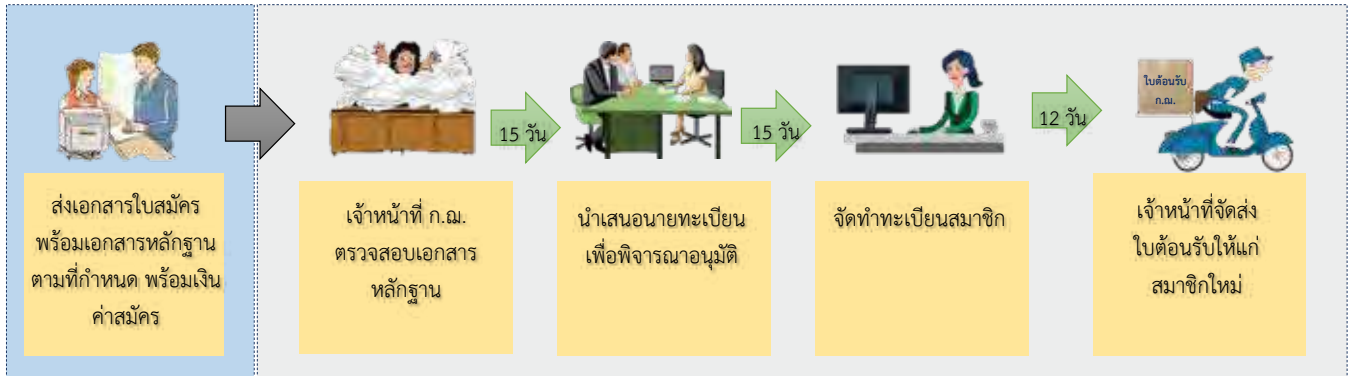 ใบต้อนรับ
ก.ณ.
15 วัน
15 วัน
12 วัน
ส่งเอกสารใบสมัคร
พร้อมเอกสารหลักฐาน
ตามที่กำหนด พร้อมเงิน
ค่าสมัคร
เจ้าหน้าที่ ก.ณ.
ตรวจสอบเอกสาร
หลักฐาน
นำเสนอนายทะเบียน
เพื่อพิจารณาอนุมัติ
จัดทำทะเบียนสมาชิก
เจ้าหน้าที่จัดส่ง
ใบต้อนรับให้แก่
สมาชิกใหม่